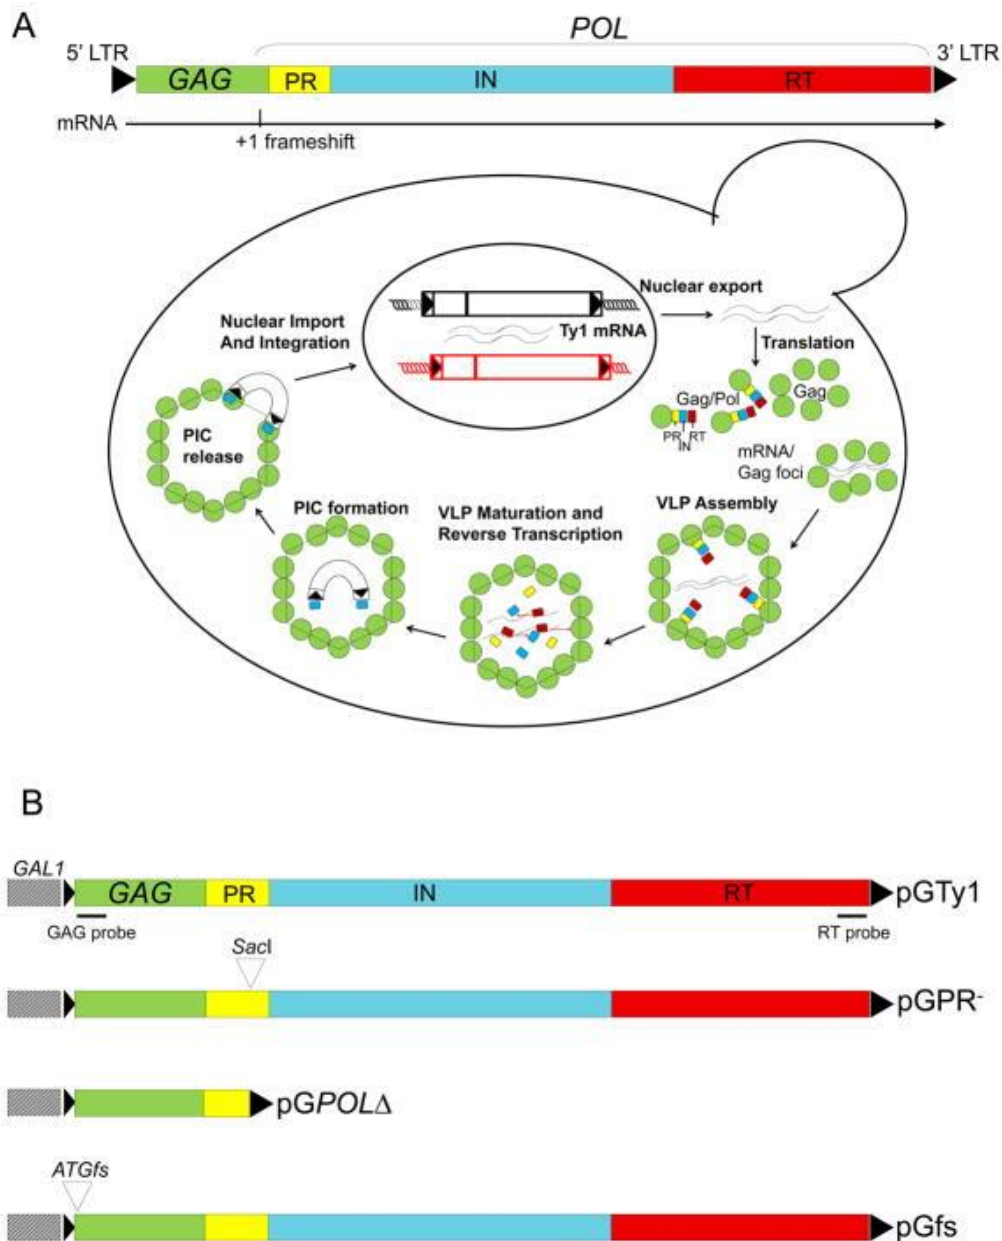 A
POL
5' LTR
3' LTR
GAG
PR
IN
RT
mRNA
+1 frameshift
Nuclear export
Nuclear Import
And Integration
Ty1 mRNA
Translation
Gag/Pol
Gag
PR
RT
IN
PIC
release
mRNA/
Gag foci
PIC formation
VLP Maturation and
Reverse Transcription
VLP Assembly
B
GAL1
GAG
PR
IN
RT
pGTy1
GAG probe
RT probe
SacI
pGPR-
pGPOLΔ
ATGfs
pGfs